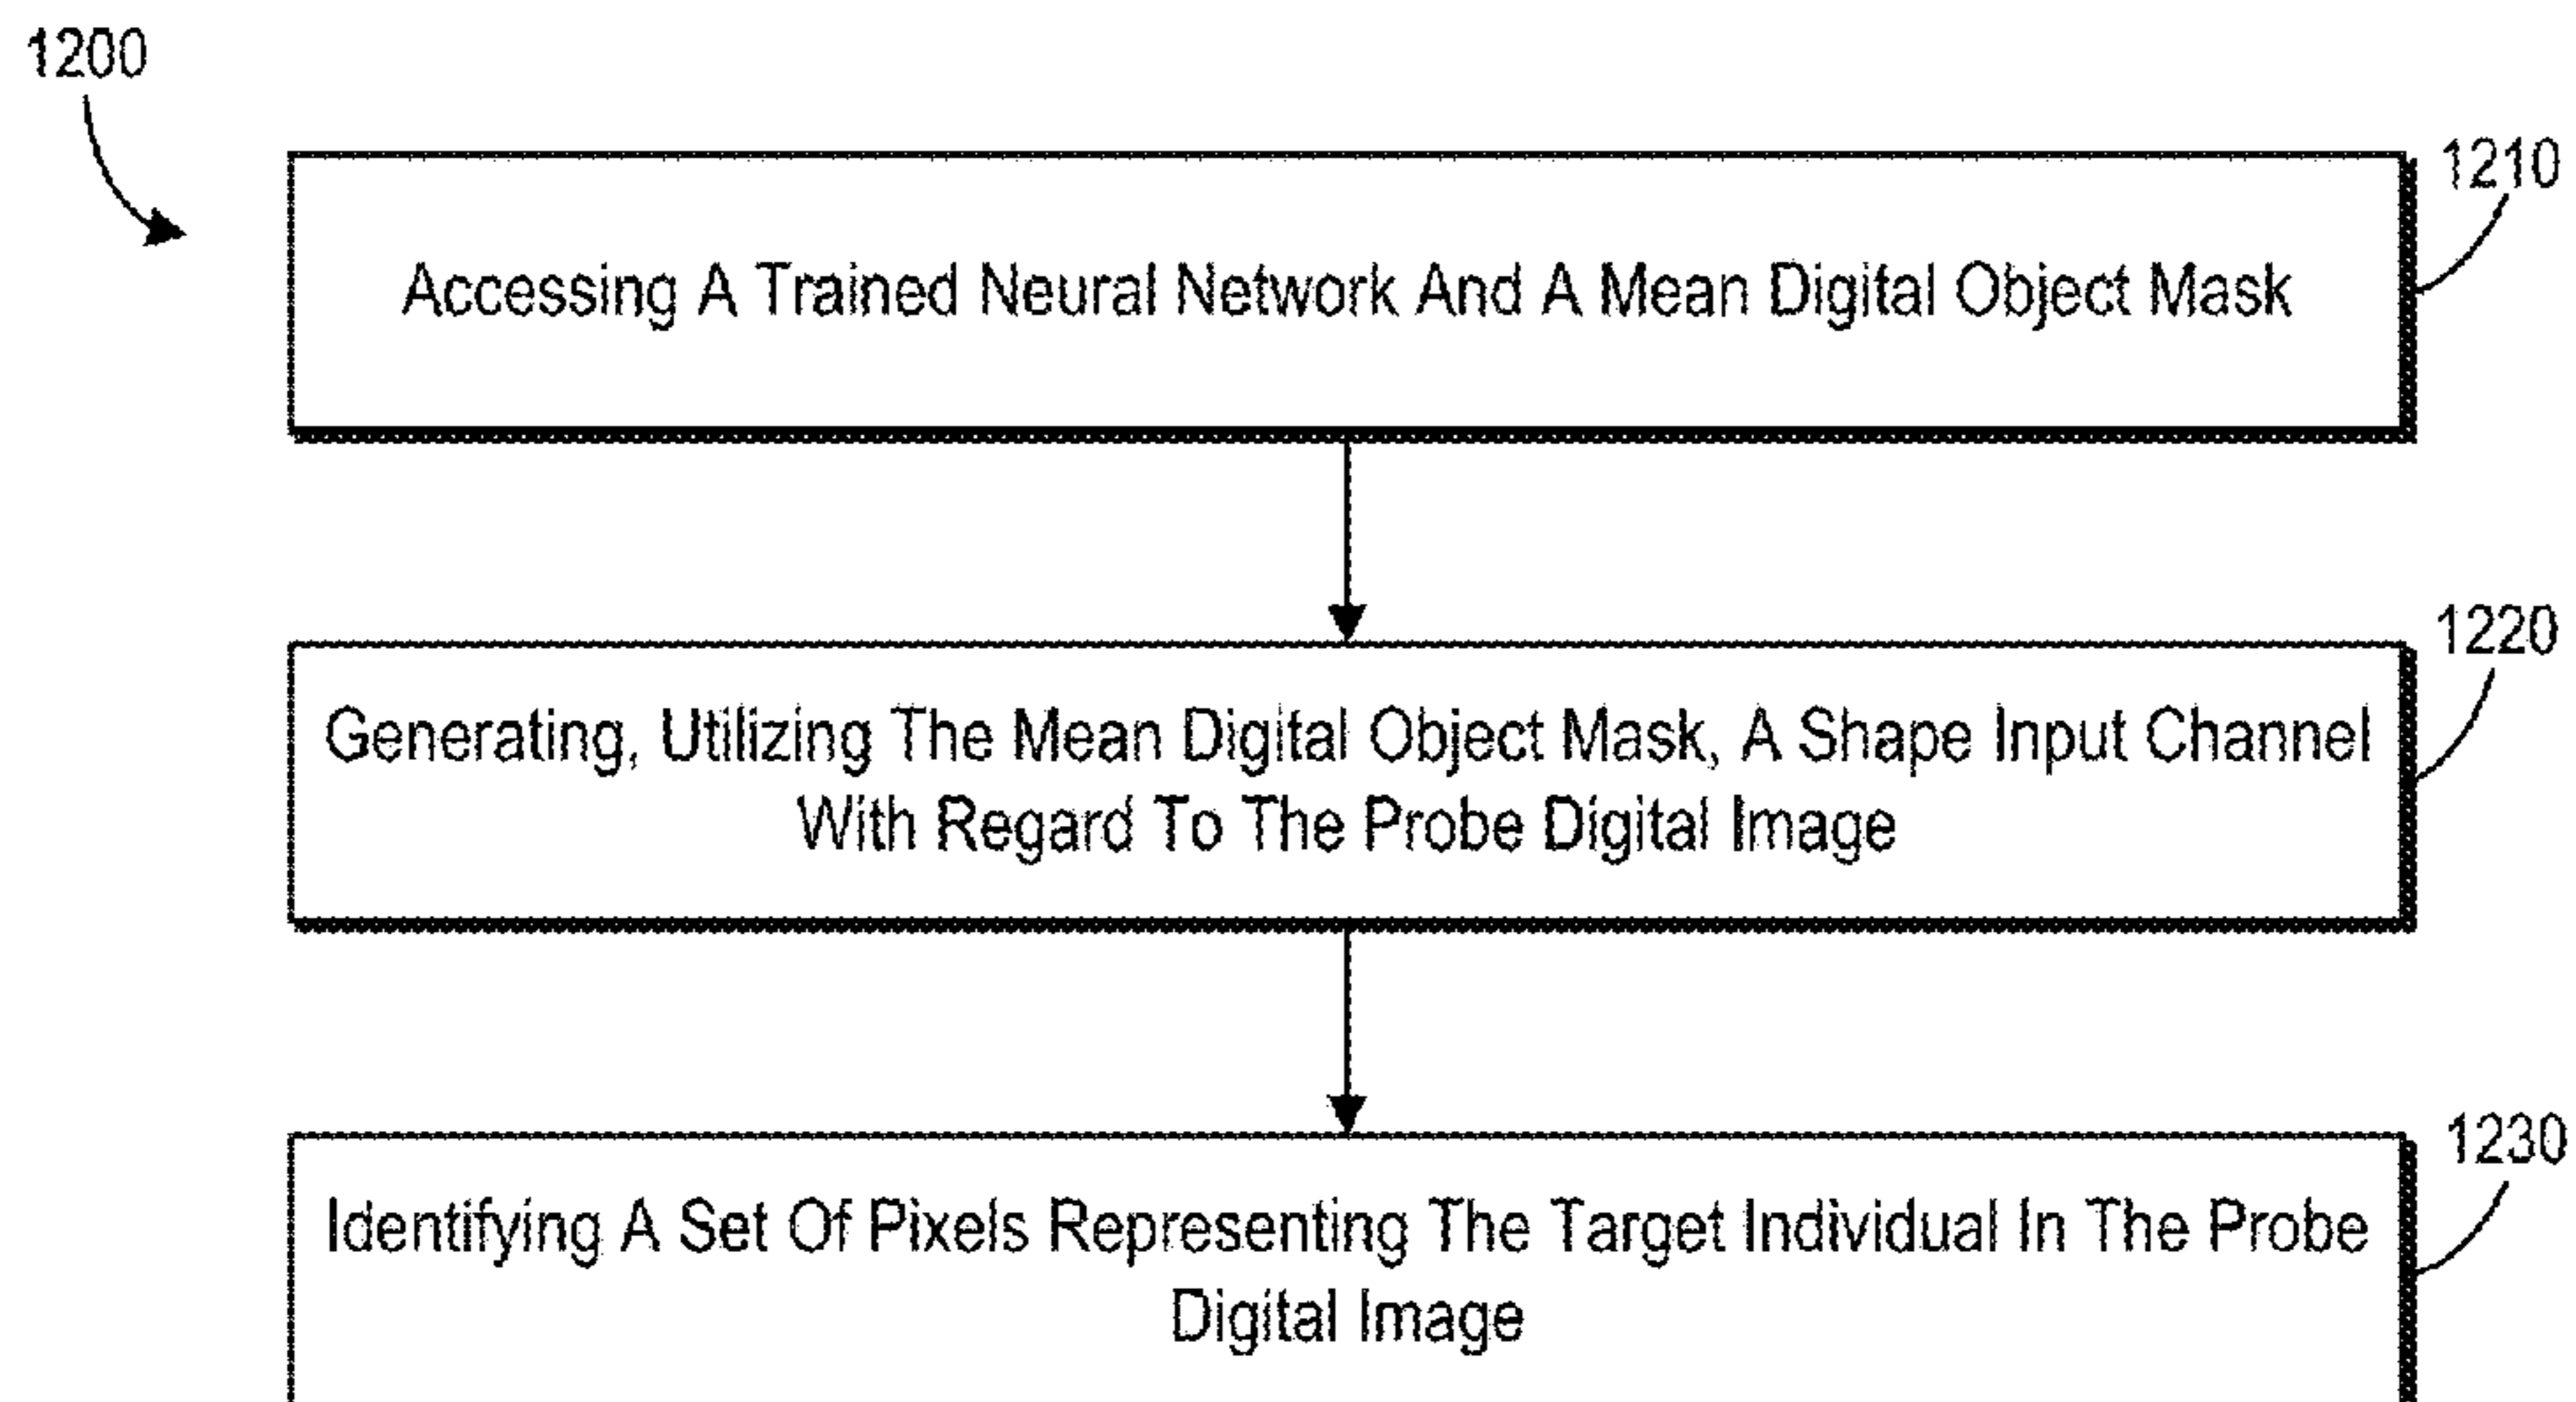 1200
1210
Accessing A Trained Neural Network And A Mean Digital Object Mask
1220
Generating, Utilizing The Mean Digital Object Mask, A Shape Input Channel
With Regard To The Probe Digital Image
1230
Identifying A Set Of Pixels Representing The Target Individual In The Probe
Digital Image